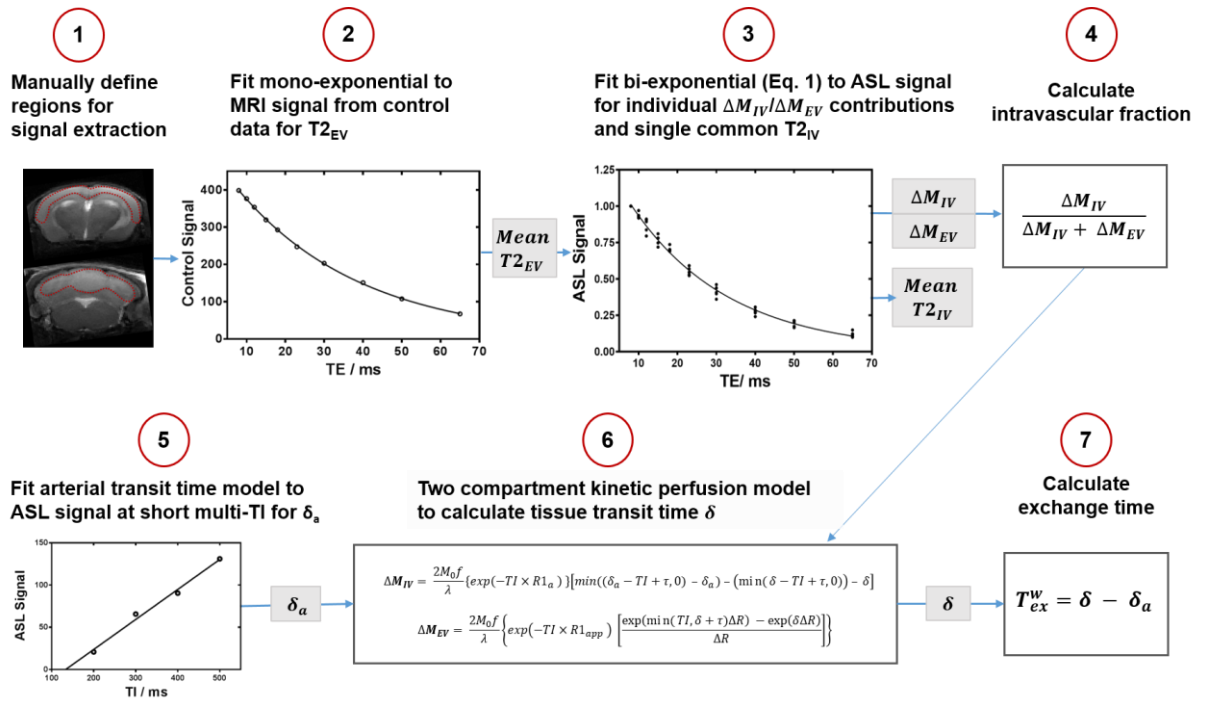 1
Manually define
regions for
signal extraction
2
Fit mono-exponential to
MRI signal from control
data for T2EV
400
300
200
100
0
Control Signal
10 20 30 40 50 60 70
TE / ms
Mean
T2EV
3
Fit bi-exponential (Eq. 1) to ASL signal
for individual ΔMIV/ΔMEV contributions
and single common T2IV
1.25
1.00
0.75
0.50
0.25
0.00
ASL Signal
10 20 30 40 50 60 70
TE/ ms
ΔMIV
ΔMEV
Mean
T2IV
4
Calculate
intravascular fraction
ΔMIV
ΔMIV + ΔMEV
5
Fit arterial transit time model to
ASL signal at short multi-TI for δa
150
100
50
0
ASL Signal
100 200 300 400 500
TI / ms
δa
6
Two compartment kinetic perfusion model
to calculate tissue transit time δ
ΔMIV = 2M0f/λ {exp(−TI × R1a )}[min((δa − TI + τ, 0) − δa) − (min(δ − TI + τ, 0)) − δ]
ΔMEV = 2M0f/λ {exp(−TI × R1app) [exp(min(TI, δ + τ)ΔR) − exp(δΔR)/ΔR]}
δ
7
Calculate
exchange time
Twex = δ − δa